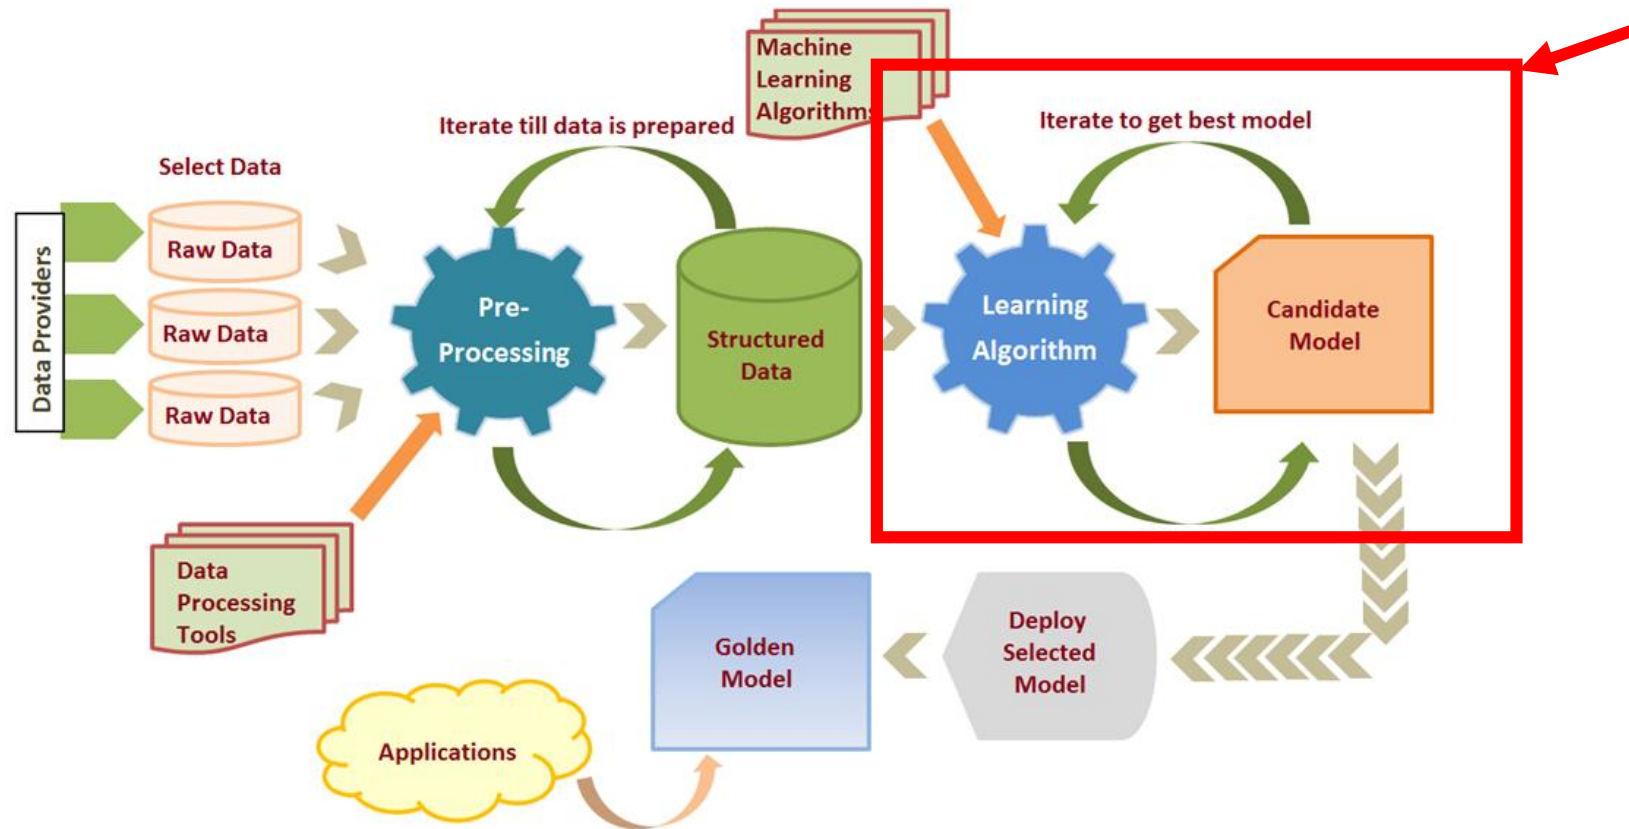 Machine
Learning
Algorithms
Iterate till data is prepared
Iterate to get best model
Select Data
Data Providers
Raw Data
Raw Data
Raw Data
Pre-
Processing
Structured
Data
Learning
Algorithm
Candidate
Model
Data
Processing
Tools
Golden
Model
Deploy
Selected
Model
Applications